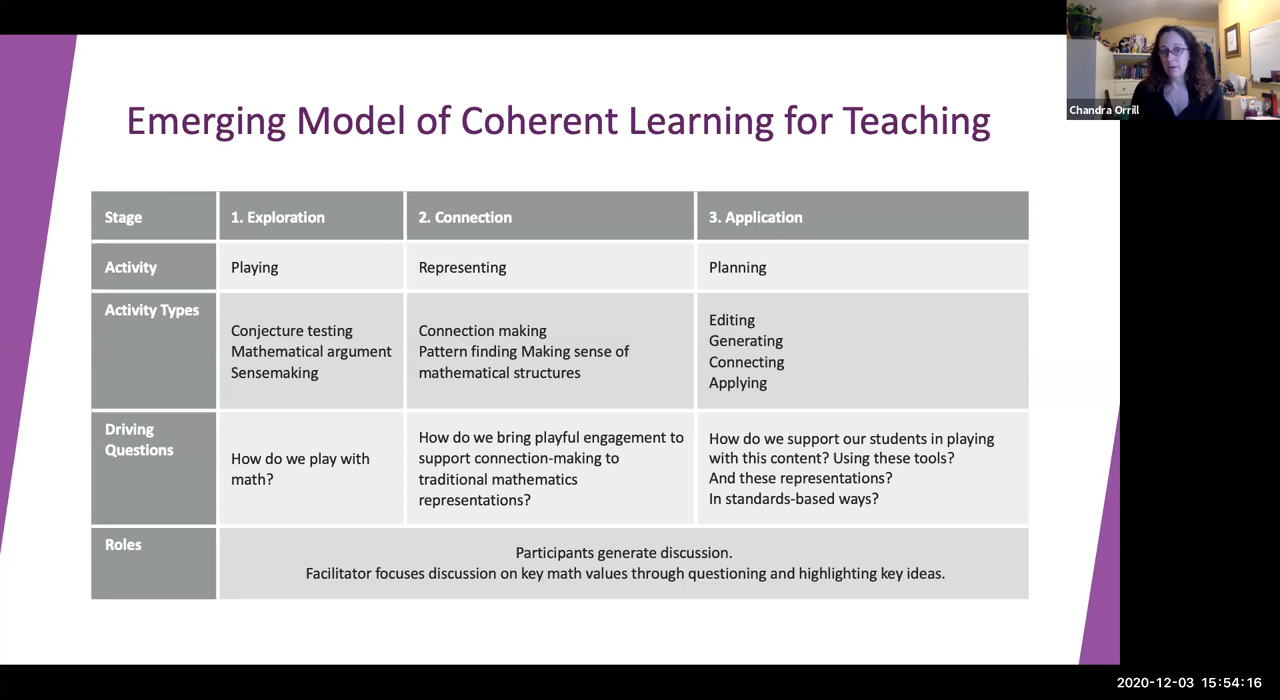 Emerging Model of Coherent Learning for Teaching
Chandra Orrill
Stage
1. Exploration
2. Connection
3. Application
Activity
Playing
Representing
Planning
Activity Types
Conjecture testing
Mathematical argument
Sensemaking
Connection making
Pattern finding Making sense of
mathematical structures
Editing
Generating
Connecting
Applying
Driving
Questions
How do we play with
math?
How do we bring playful engagement to
support connection-making to
traditional mathematics
representations?
How do we support our students in playing
with this content? Using these tools?
And these representations?
In standards-based ways?
Roles
Participants generate discussion.
Facilitator focuses discussion on key math values through questioning and highlighting key ideas.
2020-12-03 15:54:16